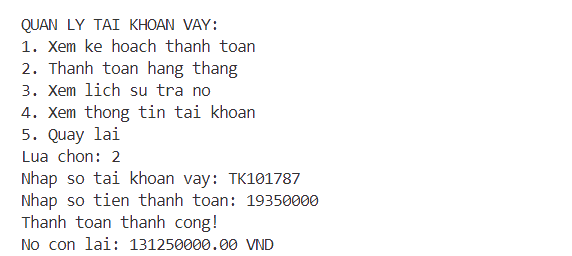 QUAN LY TAI KHOAN VAY:
1. Xem ke hoach thanh toan
2. Thanh toan hang thang
3. Xem lich su tra no
4. Xem thong tin tai khoan
5. Quay lai
Lua chon: 2
Nhap so tai khoan vay: TK101787
Nhap so tien thanh toan: 19350000
Thanh toan thanh cong!
No con lai: 131250000.00 VND